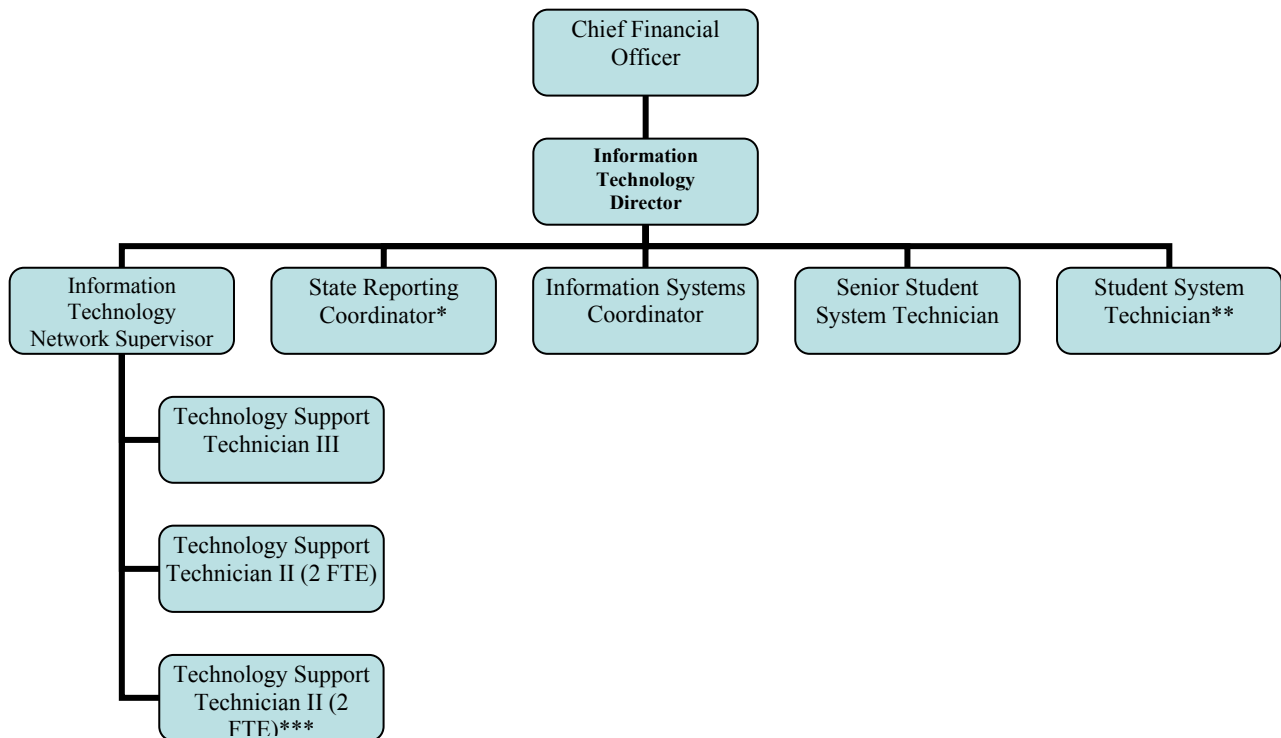 Chief Financial
Officer
Information
Technology
Director
Information
Technology
Network Supervisor
State Reporting
Coordinator*
Information Systems
Coordinator
Senior Student
System Technician
Student System
Technician**
Technology Support
Technician III
Technology Support
Technician II (2 FTE)
Technology Support
Technician II (2
FTE)***